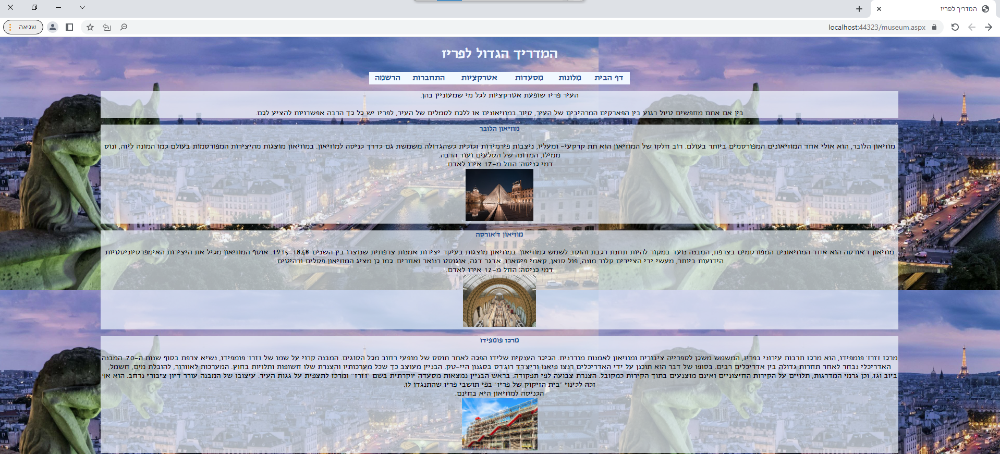 המדריך לפריז
localhost:44323/museum.aspx
שגיאה
המדריך הגדול לפריז
דף הבית מלונות מסעדות אטרקציות התחברות הרשמה
העיר פריז שופעת אטרקציות לכל מי שמעוניין בהן.
בין אם אתם מחפשים טיול רגוע בין הפארקים המרהיבים של העיר, סיור במוזיאונים או ללכת לסמלים של העיר, לפריז יש כל כך הרבה אפשרויות להציע לכם.
מוזיאון הלובר
מוזיאון הלובר, הוא אולי אחד המוזיאונים המפורסמים ביותר בעולם. רוב חלקו של המוזיאון הוא תת קרקעי- ומעליו, ניצבות פירמידות זכוכית כשהגדולה משמשת גם כדרך כניסה למוזיאון. במוזיאון מוצגות מהיצירות המפורסמות בעולם כמו המונה ליזה, ונוס
ממילו, המדונה של הסלעים ועוד הרבה.
דמי כניסה: החל מ-17 אירו לאדם.
מוזיאון ד'אורסה
מוזיאון ד'אורסה הוא אחד המוזיאונים המפורסמים בצרפת, המבנה נועד במקור להיות תחנת רכבת והוסב לשמש כמוזיאון. במוזיאון מוצגות בעיקר יצירות אמנות צרפתית שנוצרו בין השנים 1915-1848. אוסף המוזיאון מכיל את היצירות האימפרסיוניסטיות
הידועות ביותר, מעשי ידי הציירים קלוד מונה, פול סזאן, קאמי פיסארו, אדגר דגה, אוגוסט רנואר ואחרים. כמו כן מציג המוזיאון פסלים ורהיטים.
דמי כניסה: החל מ-12 אירו לאדם.
מרכז פומפידו
מרכז ז'ורז' פומפידו, הוא מרכז תרבות עירוני בפריז, המשמש משכן לספרייה ציבורית ומוזיאון לאמנות מודרנית. הכיכר הענקית שלידו הפכה לאתר תוסס של מופעי רחוב מכל הסוגים. המבנה קרוי על שמו של ז'ורז' פומפידו, נשיא צרפת בסוף שנות ה-70. המבנה
האדריכלי נבחר לאחר תחרות גדולה בין אדריכלים רבים. בסופו של דבר הוא תוכנן על ידי האדריכלים רנצו פיאנו וריצ'רד רוג'רס בסגנון היי-טק. הבניין מעוצב כך שכל מערכותיו והצנרת שלו חשופות ותלויות בחוץ. המערכות לאוורור, להובלת מים, חשמל,
ביוב וגז, וכן גרמי המדרגות, תלויים על הקירות החיצוניים ואינם מוצנעים בתוך הקירות כמקובל. הצנרת צבועה לפי תפקודה. בראש הבניין נמצאות מסעדה יוקרתית בשם "ז'ורז'" ומרכז לתצפית על גגות העיר. עיצובו של המבנה עורר דיון ציבורי נרחב. הוא אף
זכה לכינוי "בית הזיקוק של פריז" בפי תושבי פריז שהתנגדו לו.
הכניסה למוזיאון היא בחינם.